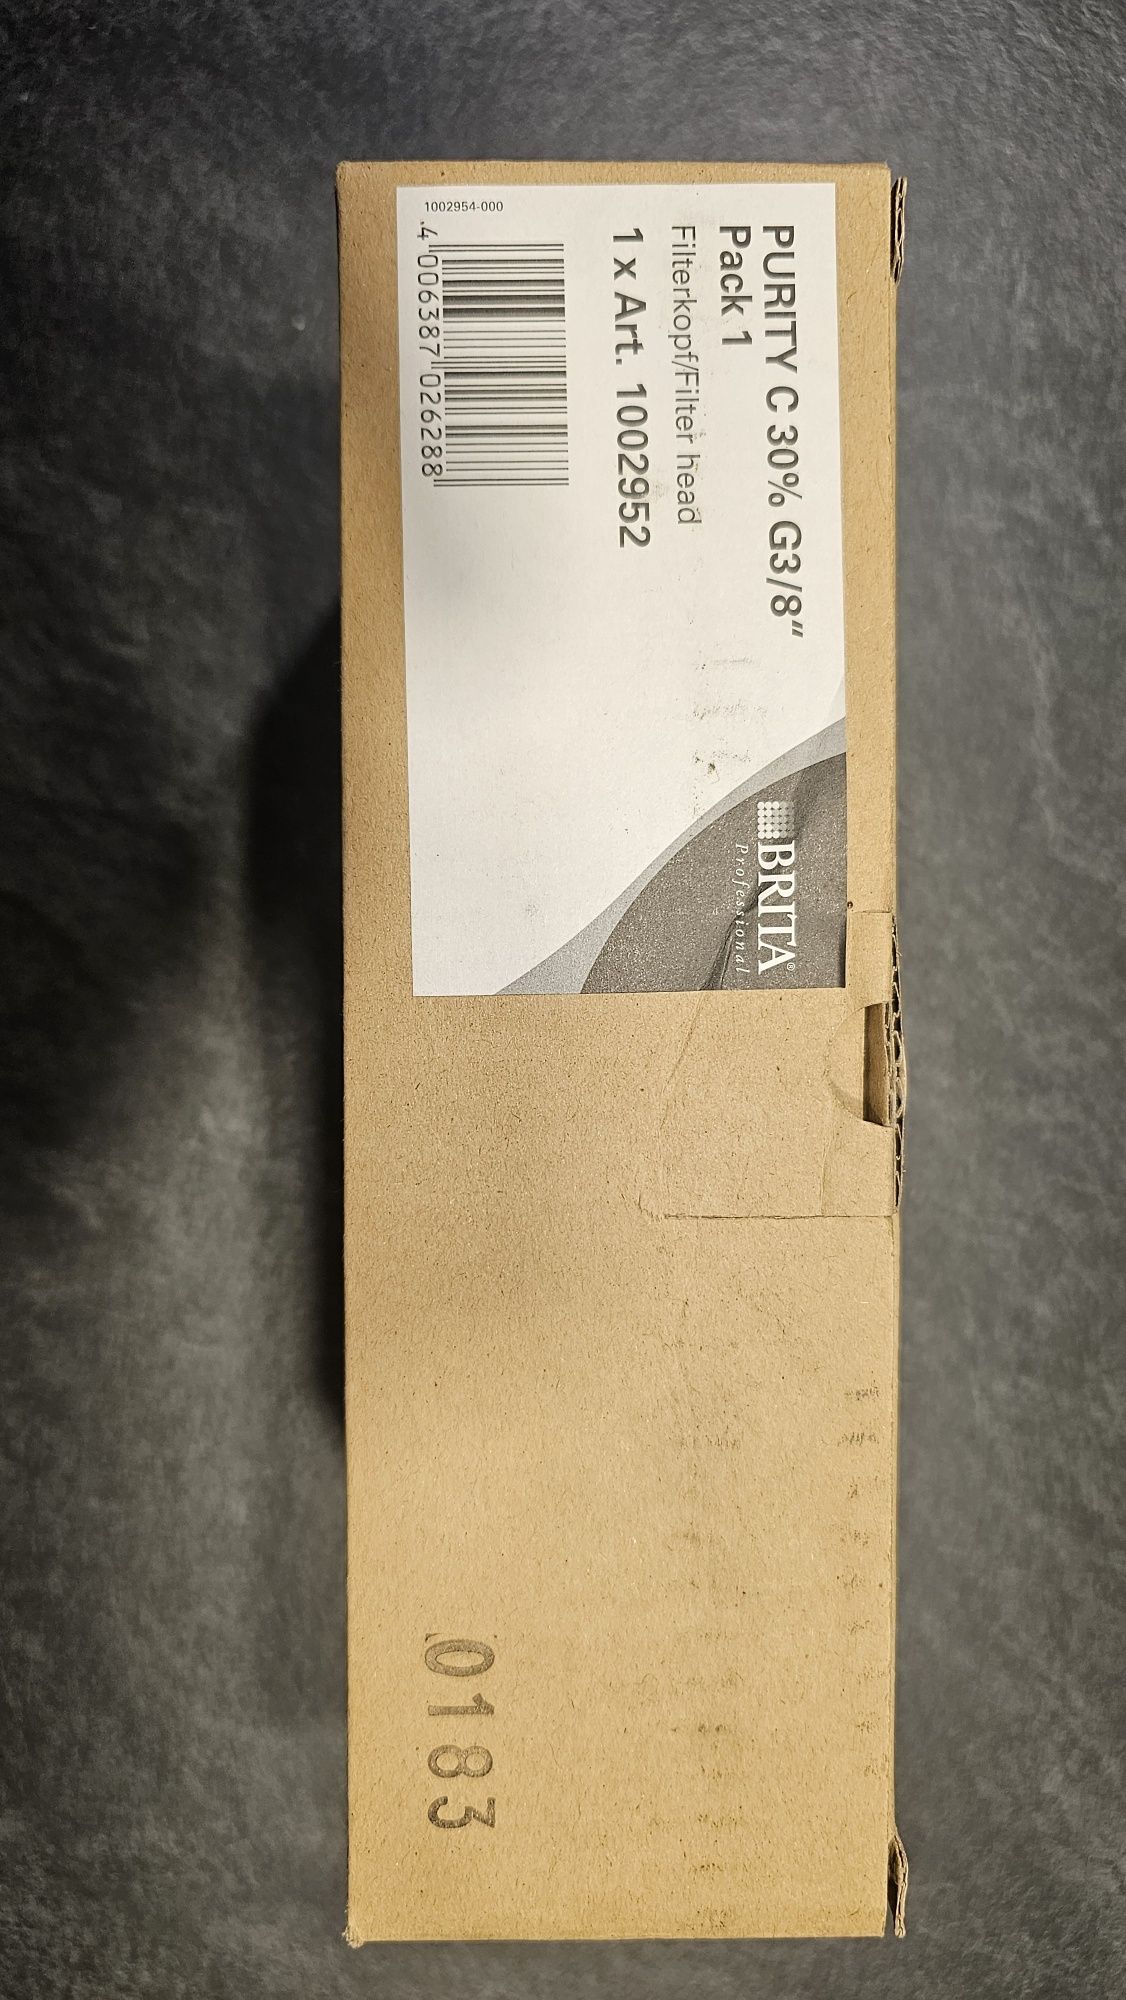 PURITY C 30% G3/8“
Pack 1
Filterkopf/Filter head
1 x Art. 1002952
1002954-000
4 006387 026288
BRITA®
Professional
0183